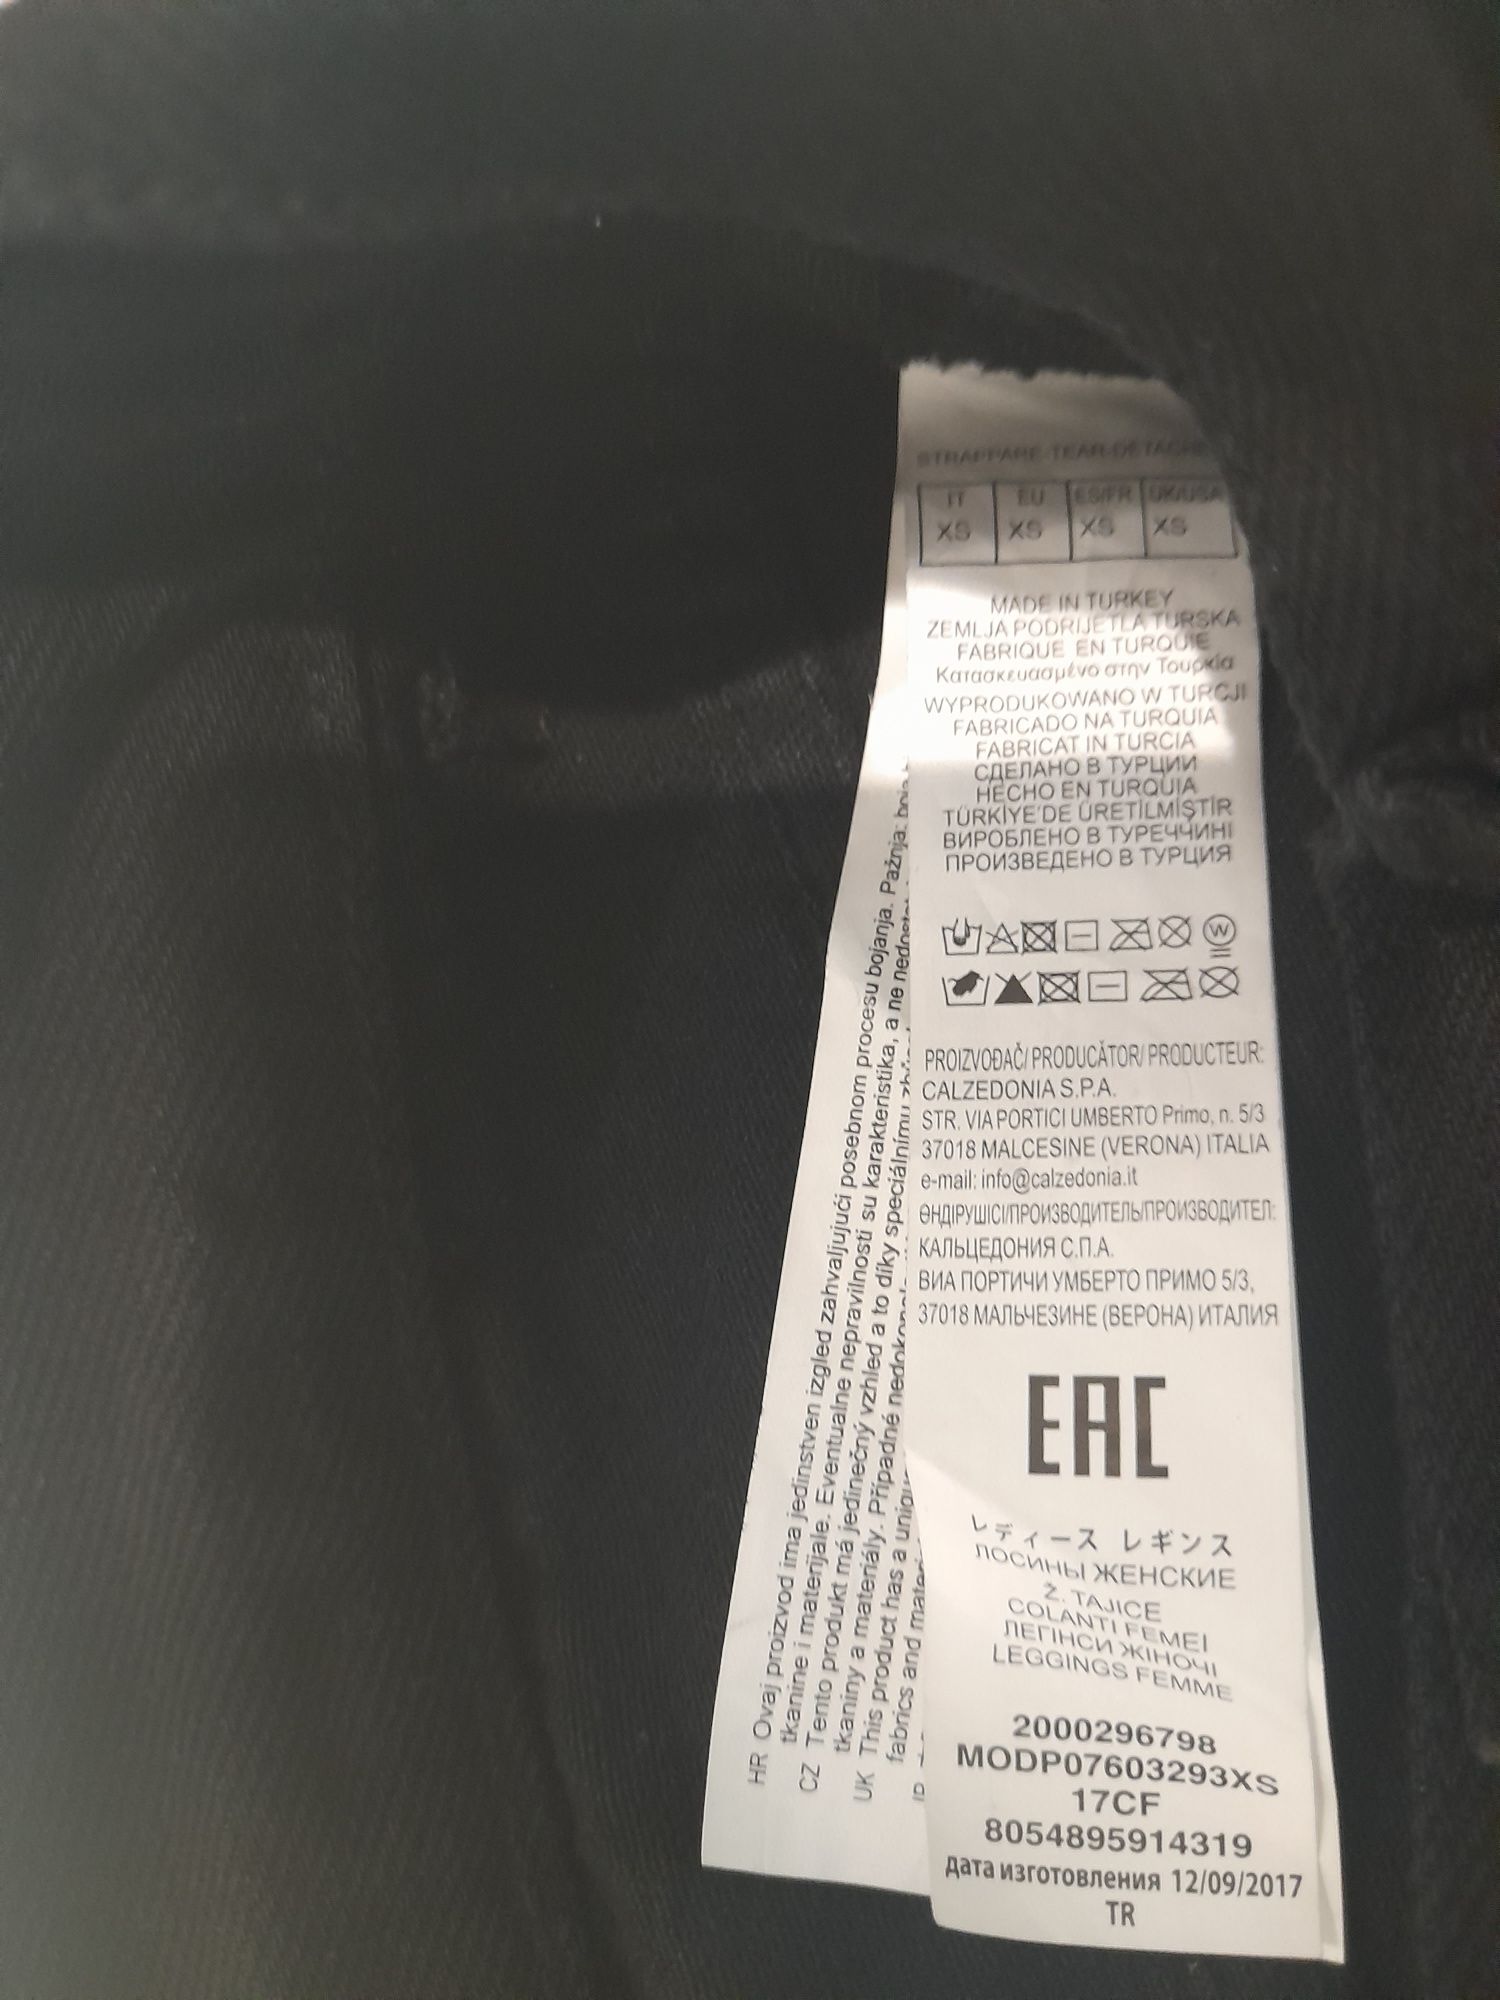 STRAPPARE-TEAR-DETACHE
IT EU ES/FR UK/USA
XS XS XS XS
MADE IN TURKEY
ZEMLJA PODRIJETLA TURSKA
FABRIQUE EN TURQUIE
Κατασκευασμένο στην Τουρκία
WYPRODUKOWANO W TURCJI
FABRICADO NA TURQUIA
FABRICAT IN TURCIA
СДЕЛАНО В ТУРЦИИ
HECHO EN TURQUIA
TÜRKİYE'DE ÜRETİLMİŞTİR
ВИРОБЛЕНО В ТУРЕЧЧИНІ
ПРОИЗВЕДЕНО В ТУРЦИЯ
W
PROIZVOĐAČ/ PRODUCĂTOR/ PRODUCTEUR:
CALZEDONIA S.P.A.
STR. VIA PORTICI UMBERTO Primo, n. 5/3
37018 MALCESINE (VERONA) ITALIA
e-mail: info@calzedonia.it
ӨНДІРУШІСІ/ПРОИЗВОДИТЕЛЬ/ПРОИЗВОДИТЕЛ:
КАЛЬЦЕДОНИЯ С.П.А.
ВИА ПОРТИЧИ УМБЕРТО ПРИМО 5/3,
37018 МАЛЬЧЕЗИНЕ (ВЕРОНА) ИТАЛИЯ
EAC
レディース レギンス
ЛОСИНЫ ЖЕНСКИЕ
Ž. TAJICE
COLANTI FEMEI
ЛЕГІНСИ ЖІНОЧІ
LEGGINGS FEMME
2000296798
MODP07603293XS
17CF
8054895914319
дата изготовления 12/09/2017
TR
HR Ovaj proizvod ima jedinstven izgled zahvaljujući posebnom procesu bojanja. Pažnja: boja
tkanine i materijale. Eventualne nepravilnosti su karakteristika, a ne
CZ Tento produkt má jedinečný vzhled a to díky speciálnímu
tkaniny a materiály. Případné
UK This product has a
fabrics and